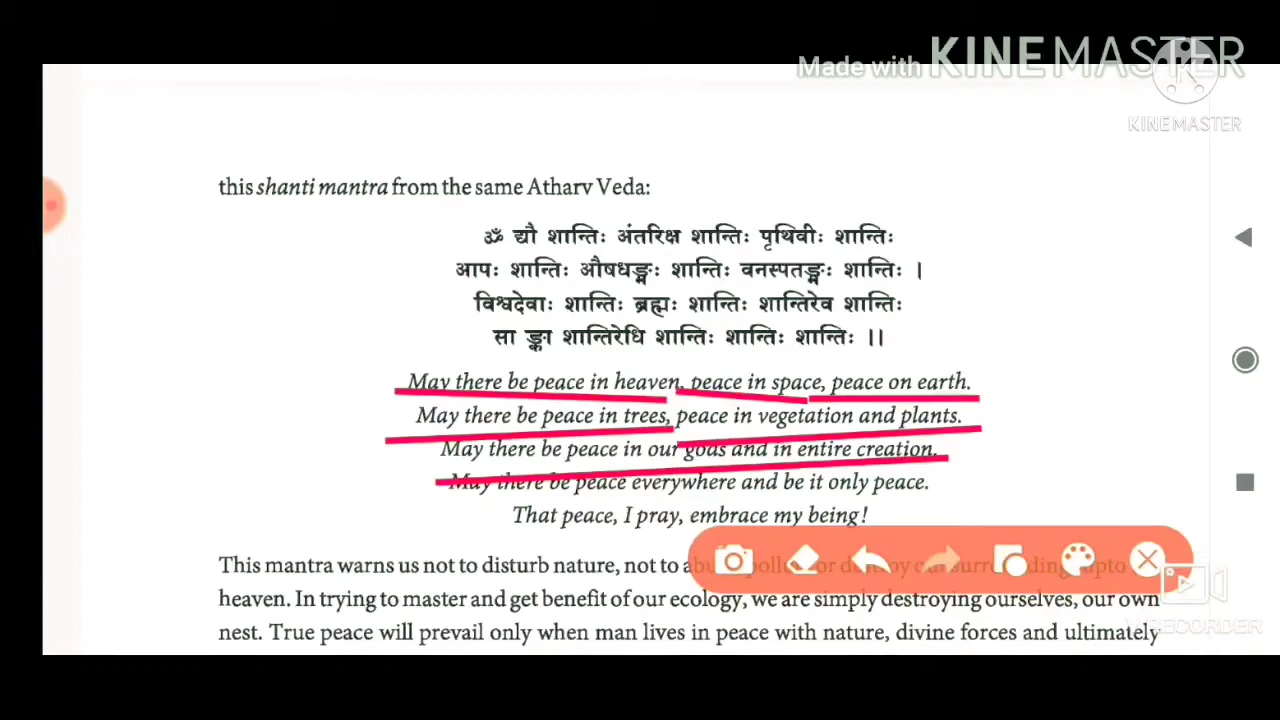 Made with KINEMASTER
KINEMASTER
this shanti mantra from the same Atharv Veda:
ॐ द्यौ शान्तिः अंतरिक्ष शान्तिः पृथिवीः शान्तिः
आपः शान्तिः औषधङ्मः शान्तिः वनस्पतङ्मः शान्तिः ।
विश्वदेवाः शान्तिः ब्रह्मः शान्तिः शान्तिरेव शान्तिः
सा ङ्का शान्तिरेधि शान्तिः शान्तिः शान्तिः ।।
May there be peace in heaven, peace in space, peace on earth.
May there be peace in trees, peace in vegetation and plants.
May there be peace in our gods and in entire creation.
May there be peace everywhere and be it only peace.
That peace, I pray, embrace my being!
This mantra warns us not to disturb nature, not to
heaven. In trying to master and get benefit of our ecology, we are simply destroying ourselves, our own
nest. True peace will prevail only when man lives in peace with nature, divine forces and ultimately